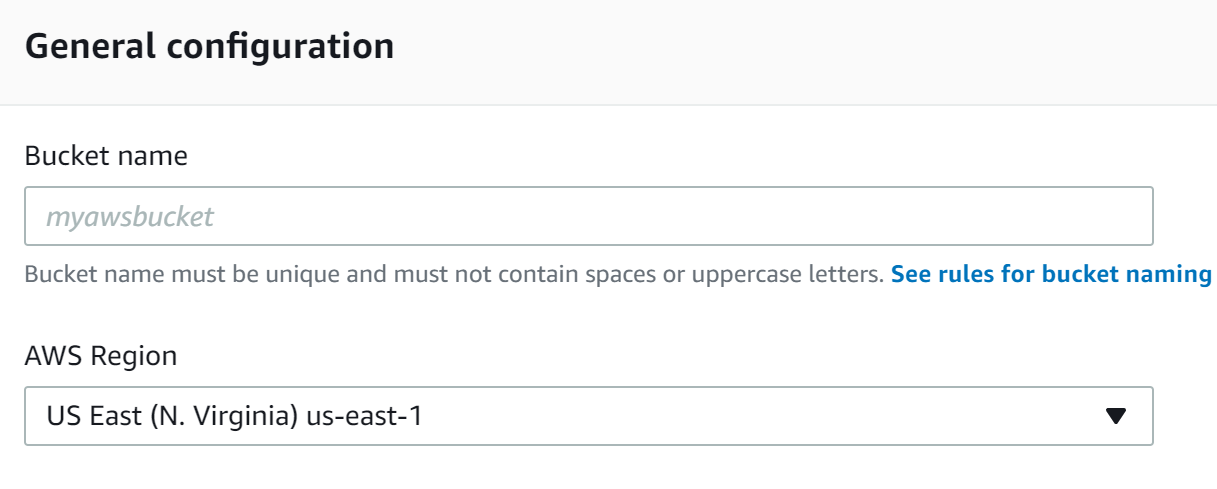 General configuration
Bucket name
myawsbucket
Bucket name must be unique and must not contain spaces or uppercase letters. See rules for bucket naming
AWS Region
US East (N. Virginia) us-east-1